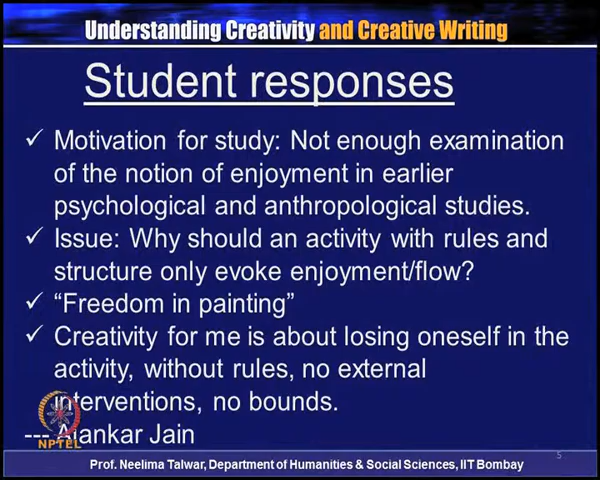 Understanding Creativity and Creative Writing
Student responses
✓ Motivation for study: Not enough examination
of the notion of enjoyment in earlier
psychological and anthropological studies.
✓ Issue: Why should an activity with rules and
structure only evoke enjoyment/flow?
✓ “Freedom in painting”
✓ Creativity for me is about losing oneself in the
activity, without rules, no external
interventions, no bounds.
--- Alankar Jain
NPTEL
5
Prof. Neelima Talwar, Department of Humanities & Social Sciences, IIT Bombay